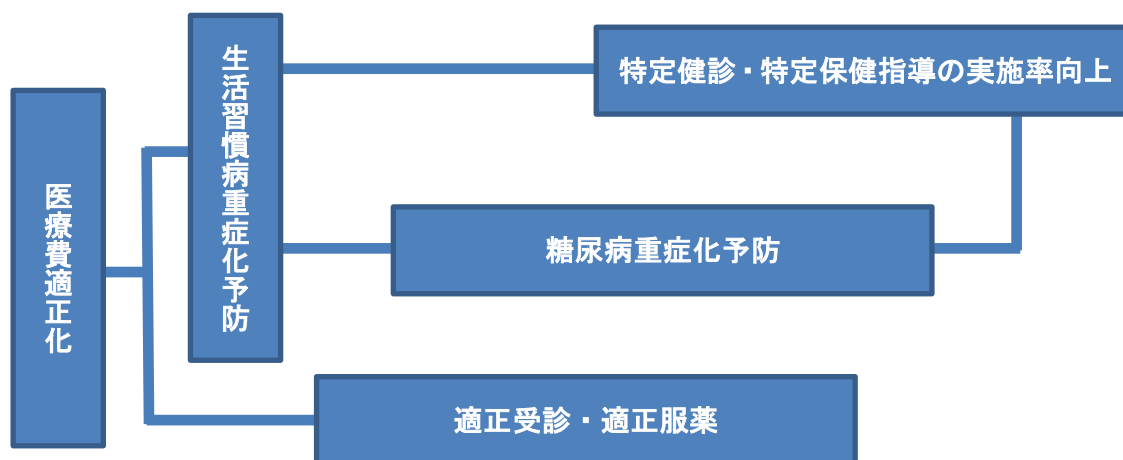 医療費適正化
生活習慣病重症化予防
特定健診・特定保健指導の実施率向上
糖尿病重症化予防
適正受診・適正服薬